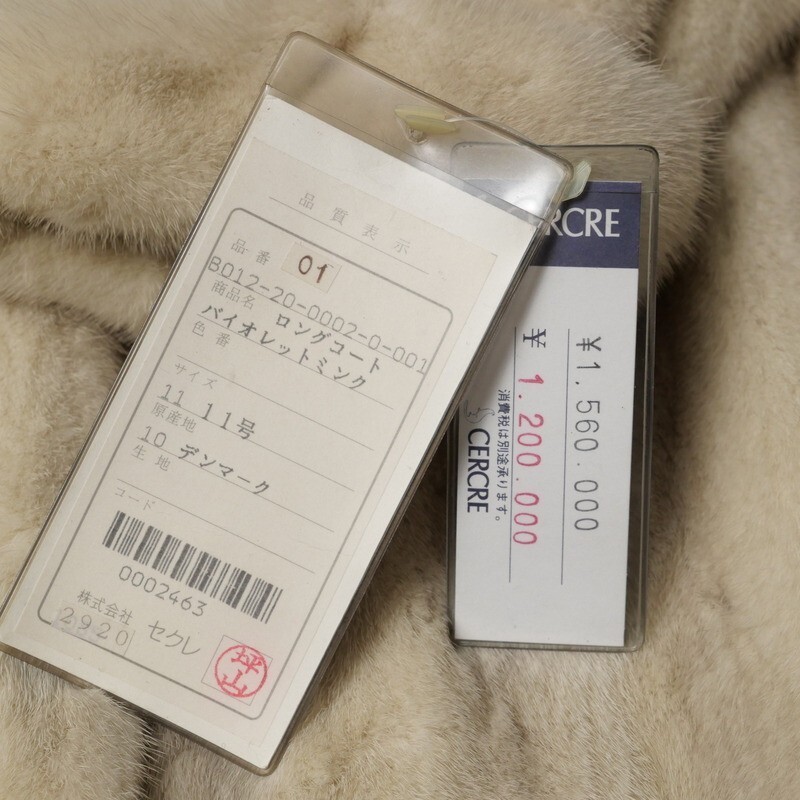 品質表示
品番 01
B012-20-0002-0-001
商品名 ロングコート
バイオレットミンク
色番
サイズ
11 11号
原産地
10 デンマーク
生地
コード
0002463
株式会社 セクレ
2920
坪山
CERCRE
¥1,560.000
¥1.200.000
消費税は別途承ります。
CERCRE